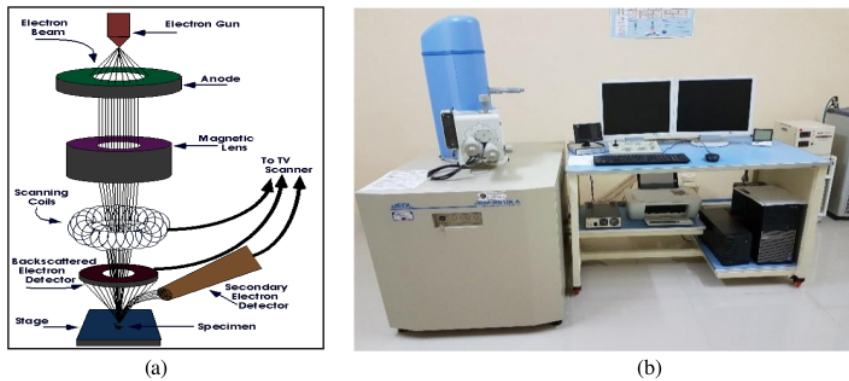 Electron
Beam
Electron Gun
Anode
Magnetic
Lens
To TV
Scanner
Scanning
Coils
Backscattered
Electron
Detector
Secondary
Electron
Detector
Stage
Specimen
(a)
(b)